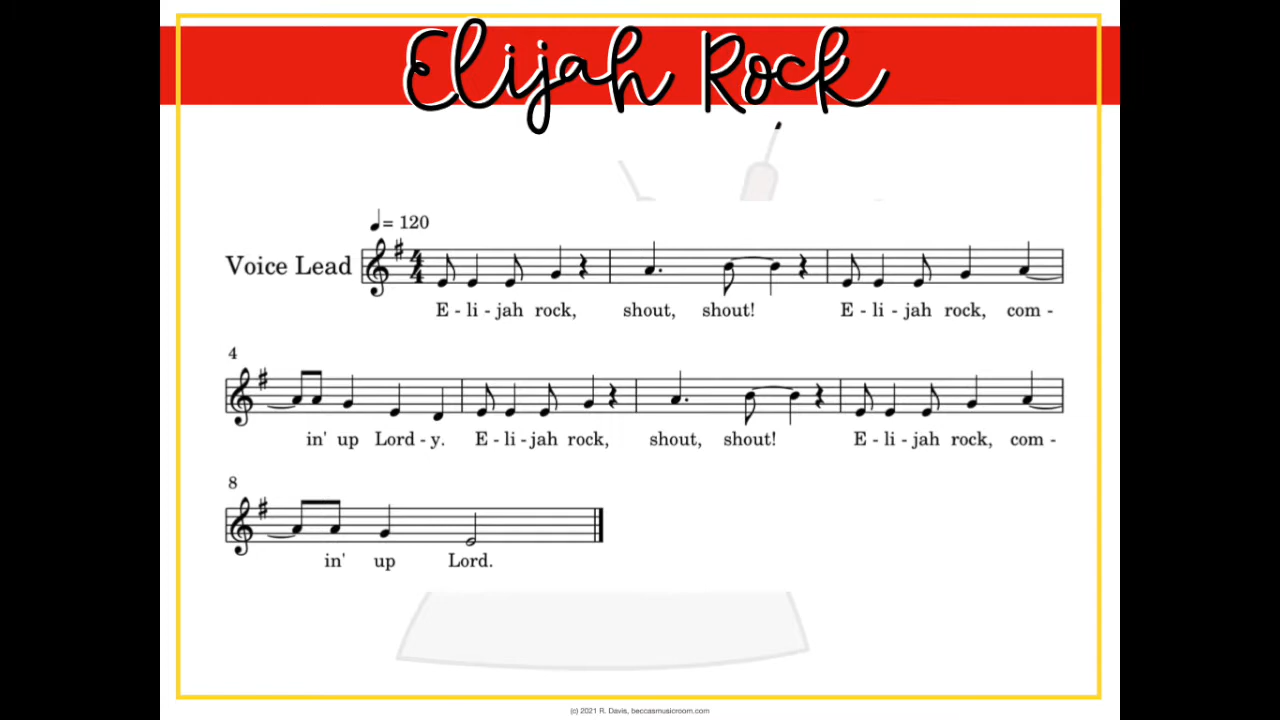 Elijah Rock
= 120
Voice Lead
E - li - jah rock, shout, shout! E - li - jah rock, com -
4
in' up Lord - y. E - li - jah rock, shout, shout! E - li - jah rock, com -
8
in' up Lord.
(c) 2021 R. Davis, beccasmusicroom.com